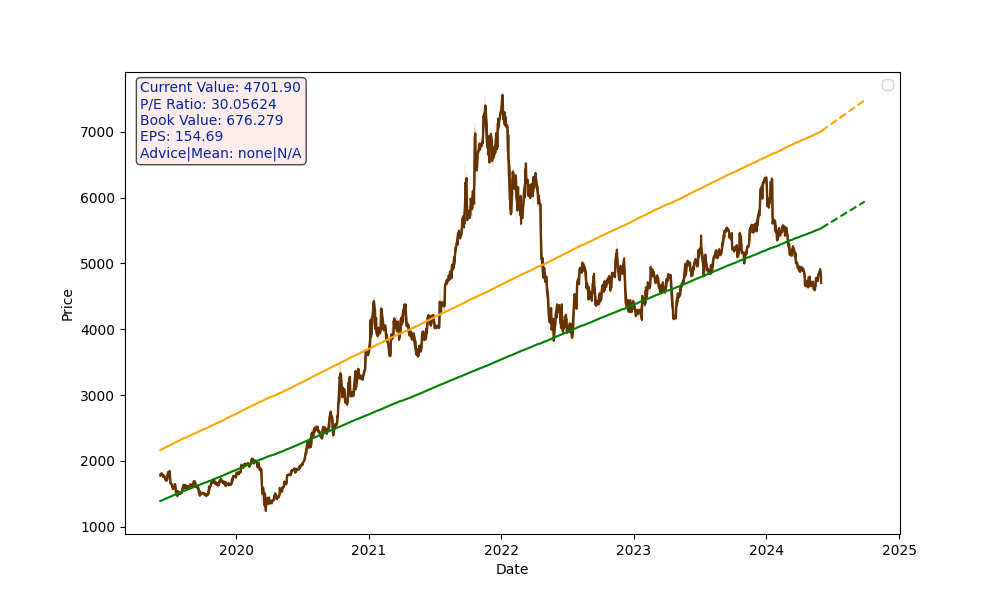 Current Value: 4701.90
P/E Ratio: 30.05624
Book Value: 676.279
EPS: 154.69
Advice|Mean: none|N/A
7000
6000
5000
4000
3000
2000
1000
Price
2020 2021 2022 2023 2024 2025
Date